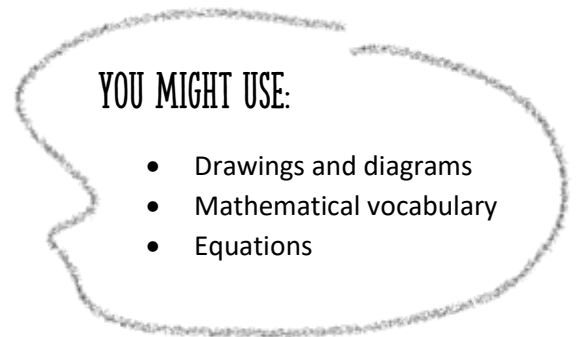 YOU MIGHT USE:
• Drawings and diagrams
• Mathematical vocabulary
• Equations